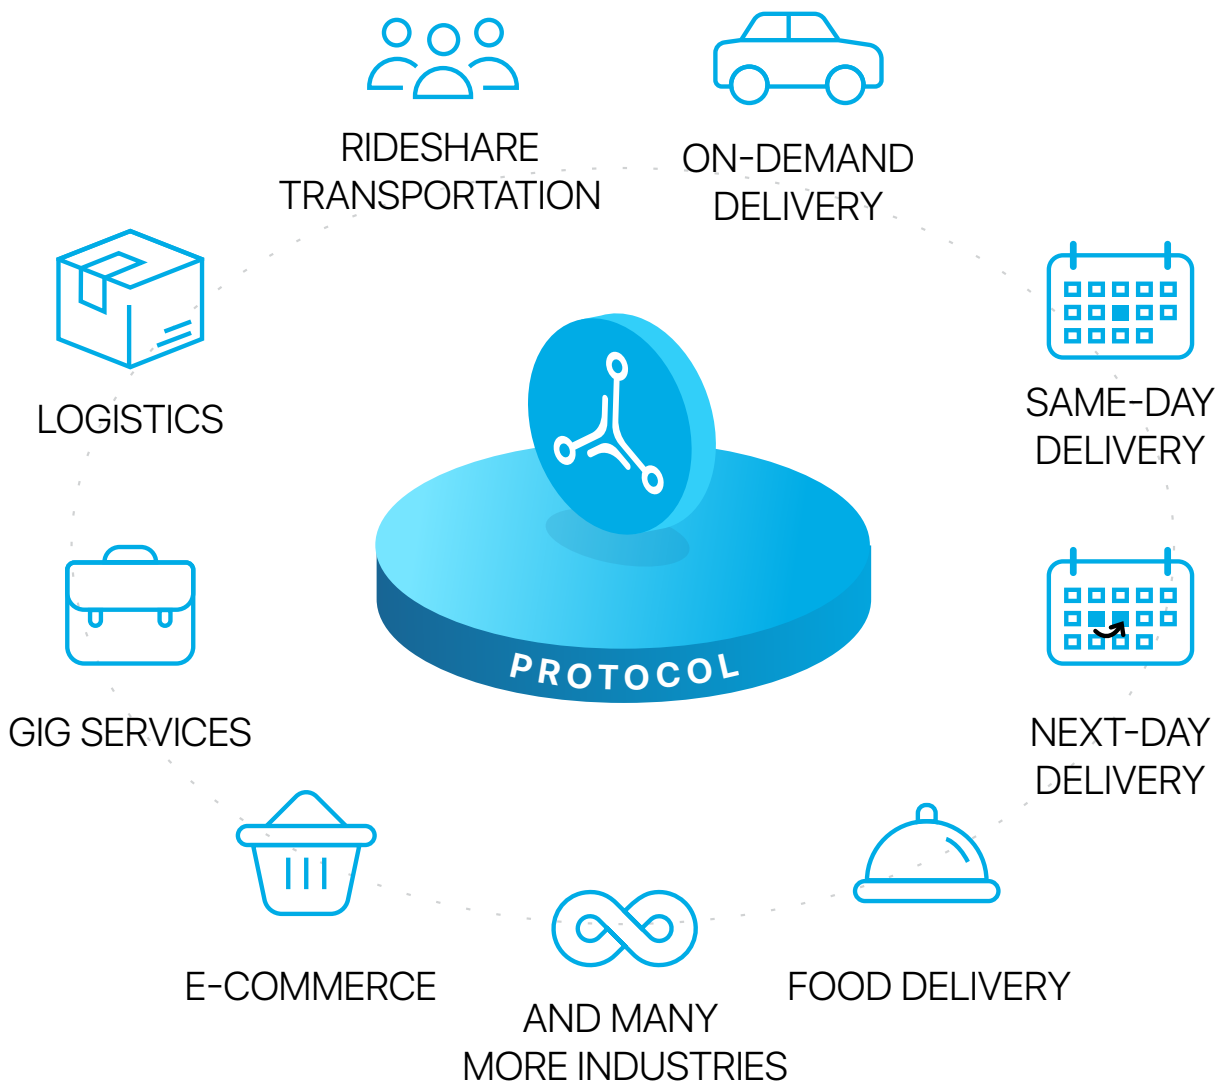 RIDESHARE
TRANSPORTATION
ON-DEMAND
DELIVERY
LOGISTICS
SAME-DAY
DELIVERY
PROTOCOL
GIG SERVICES
NEXT-DAY
DELIVERY
E-COMMERCE
FOOD DELIVERY
AND MANY
MORE INDUSTRIES